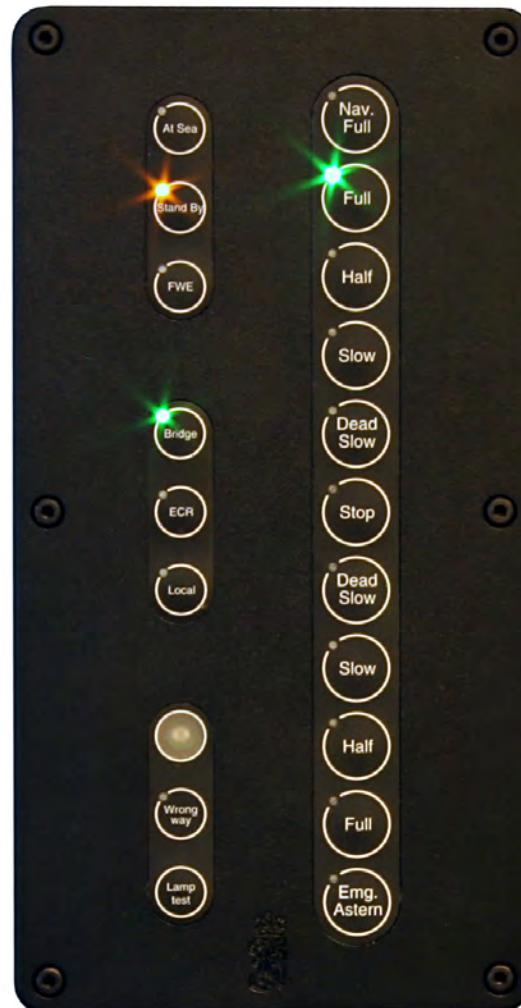 At Sea
Stand By
FWE
Bridge
ECR
Local
Wrong
way
Lamp
test
Nav.
Full
Full
Half
Slow
Dead
Slow
Stop
Dead
Slow
Slow
Half
Full
Emg.
Astern